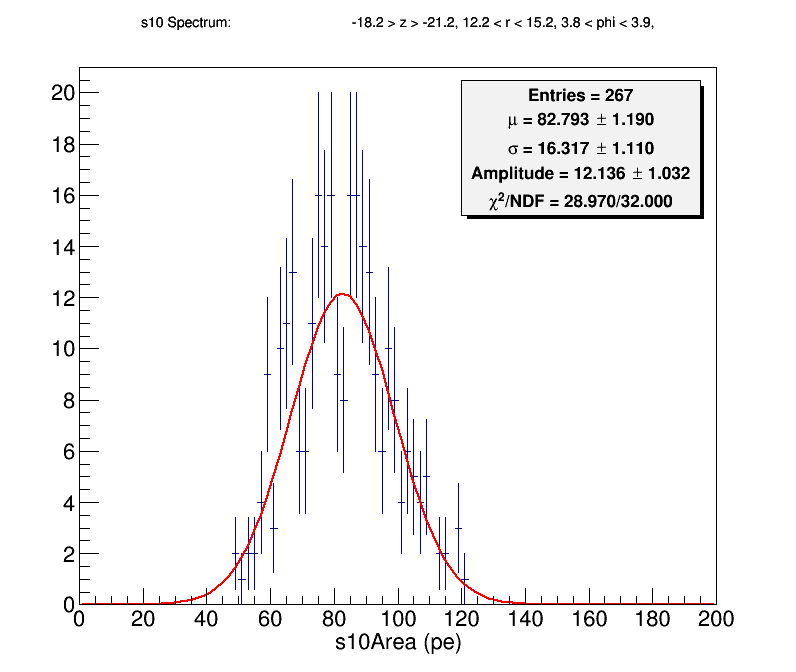 s10 Spectrum: -18.2 > z > -21.2, 12.2 < r < 15.2, 3.8 < phi < 3.9,
Entries = 267
μ = 82.793 ± 1.190
σ = 16.317 ± 1.110
Amplitude = 12.136 ± 1.032
χ²/NDF = 28.970/32.000
20
18
16
14
12
10
8
6
4
2
0
0 20 40 60 80 100 120 140 160 180 200
s10Area (pe)